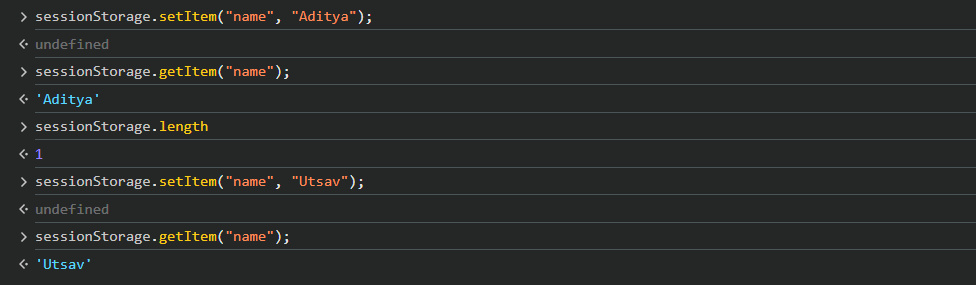 > sessionStorage.setItem("name", "Aditya");
undefined
> sessionStorage.getItem("name");
'Aditya'
> sessionStorage.length
1
> sessionStorage.setItem("name", "Utsav");
undefined
> sessionStorage.getItem("name");
'Utsav'